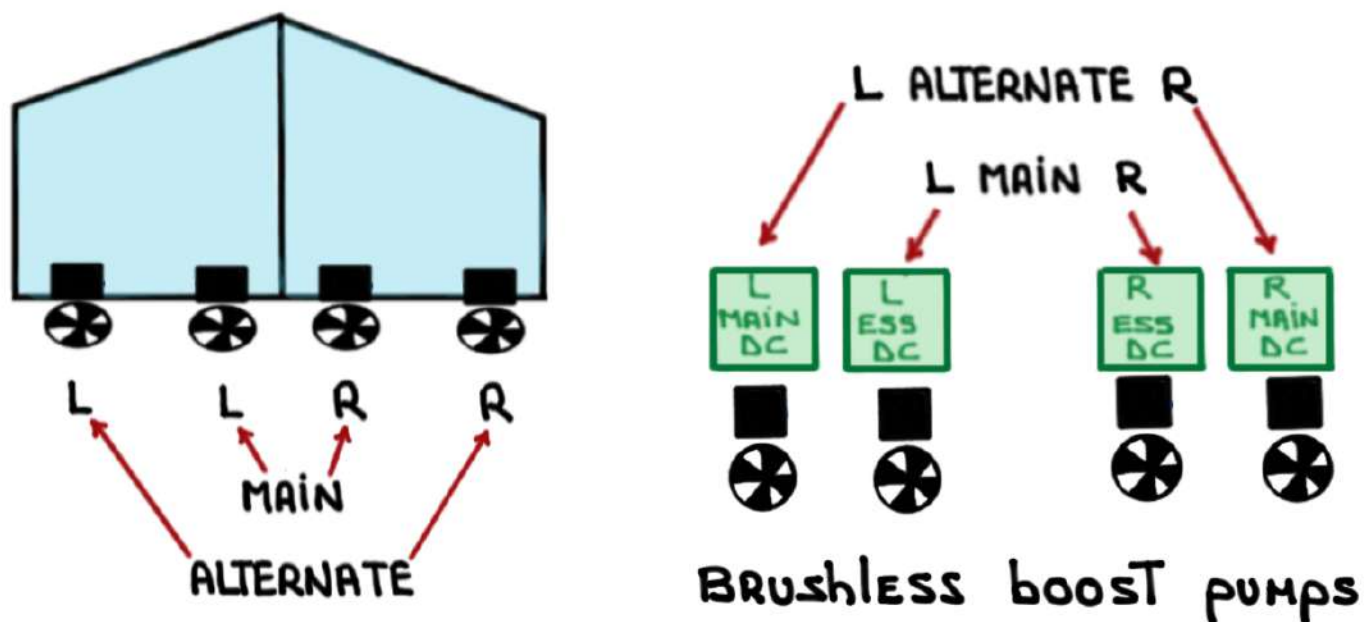 L L R R
MAIN
ALTERNATE
L ALTERNATE R
L MAIN R
L MAIN DC
L ESS DC
R ESS DC
R MAIN DC
Brushless boost pumps